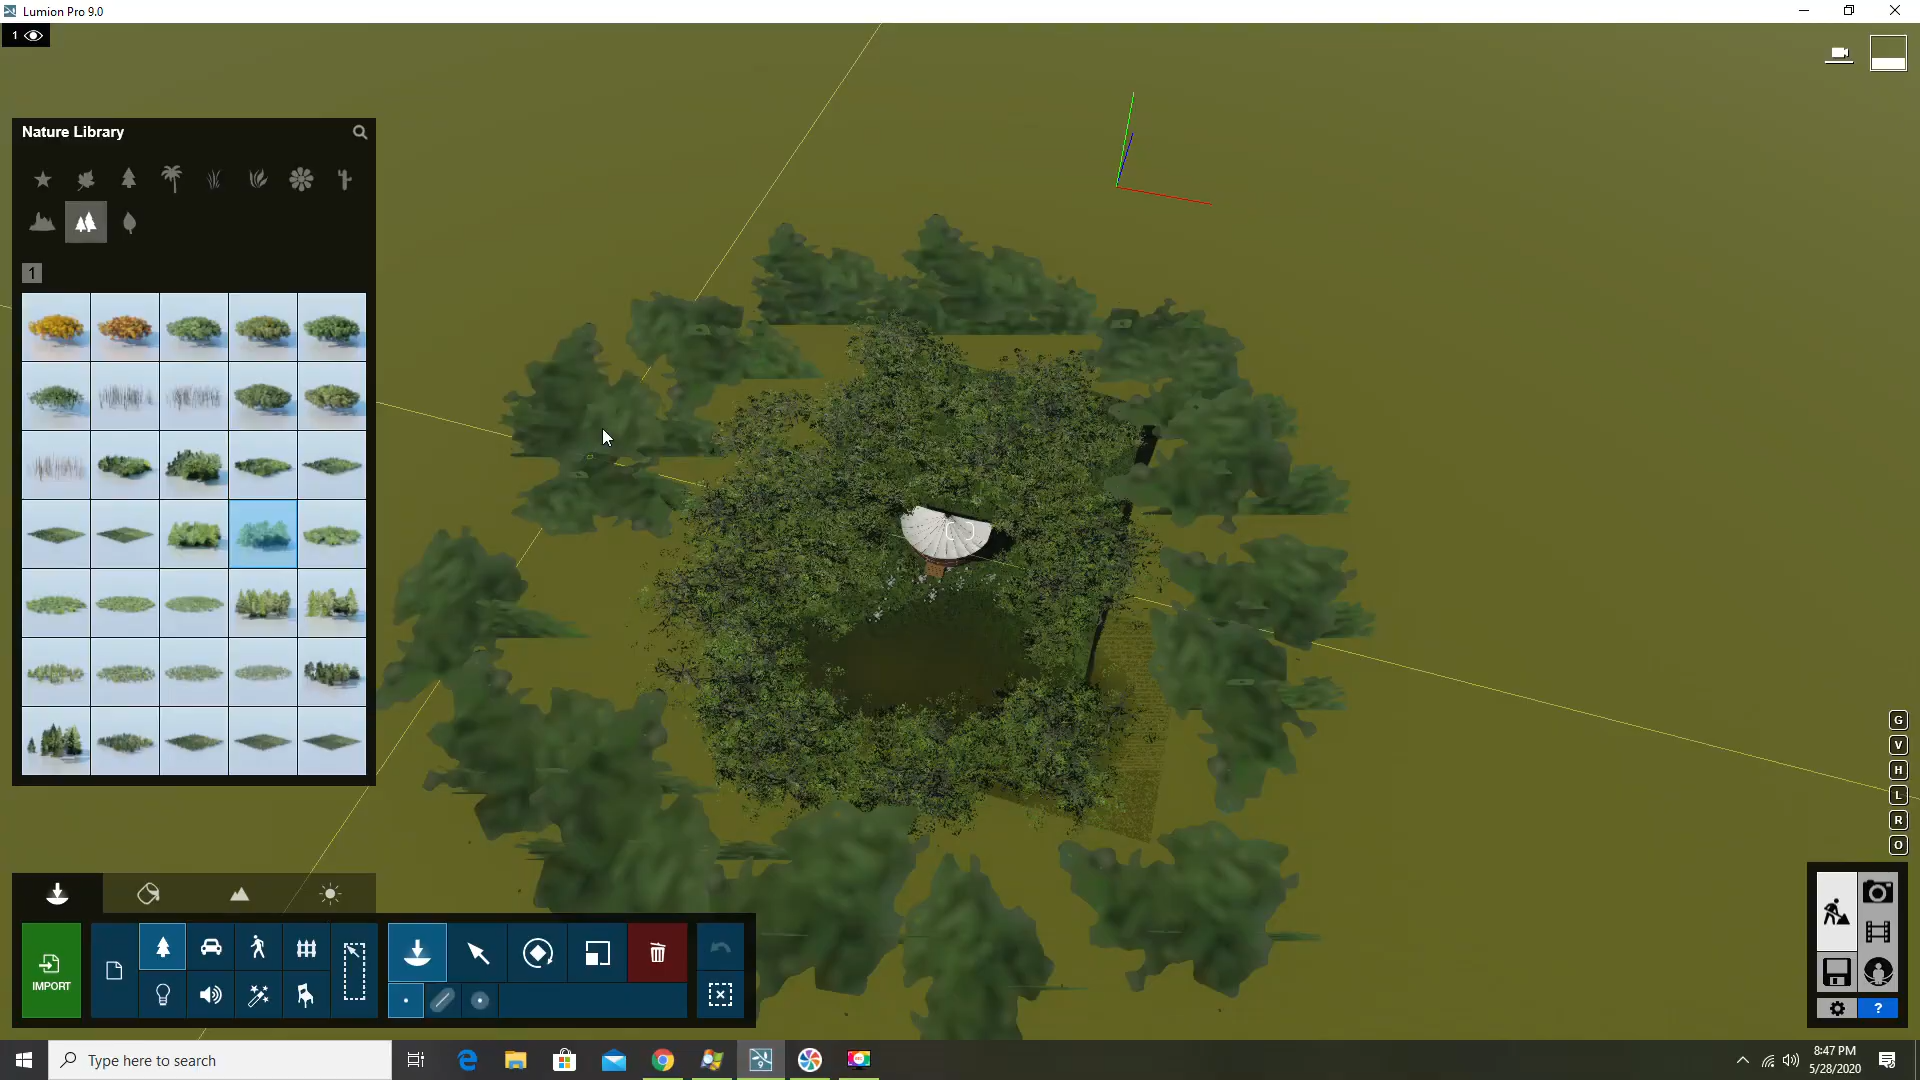 Lumion Pro 9.0
1
Nature Library
1
G
V
H
L
R
O
IMPORT
?
Type here to search
8:47 PM
5/28/2020